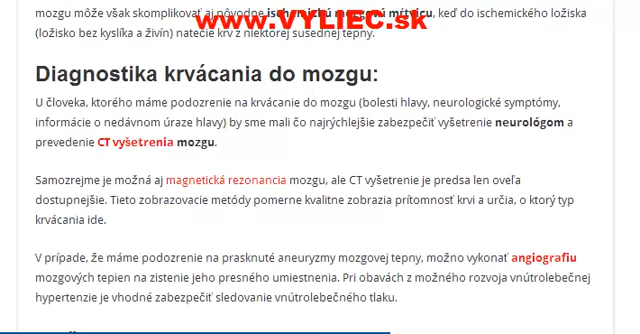 mozgu môže však skomplikovať aj pôvodne ischemickú mozgovú mŕtvicu, keď do ischemického ložiska
www.VYLIEC.sk
(ložisko bez kyslíka a živín) natečie krv z niektorej susednej tepny.
Diagnostika krvácania do mozgu:
U človeka, ktorého máme podozrenie na krvácanie do mozgu (bolesti hlavy, neurologické symptómy,
informácie o nedávnom úraze hlavy) by sme mali čo najrýchlejšie zabezpečiť vyšetrenie neurológom a
prevedenie CT vyšetrenia mozgu.
Samozrejme je možná aj magnetická rezonancia mozgu, ale CT vyšetrenie je predsa len oveľa
dostupnejšie. Tieto zobrazovacie metódy pomerne kvalitne zobrazia prítomnosť krvi a určia, o ktorý typ
krvácania ide.
V prípade, že máme podozrenie na prasknuté aneuryzmy mozgovej tepny, možno vykonať angiografiu
mozgových tepien na zistenie jeho presného umiestnenia. Pri obavách z možného rozvoja vnútrolebečnej
hypertenzie je vhodné zabezpečiť sledovanie vnútrolebečného tlaku.